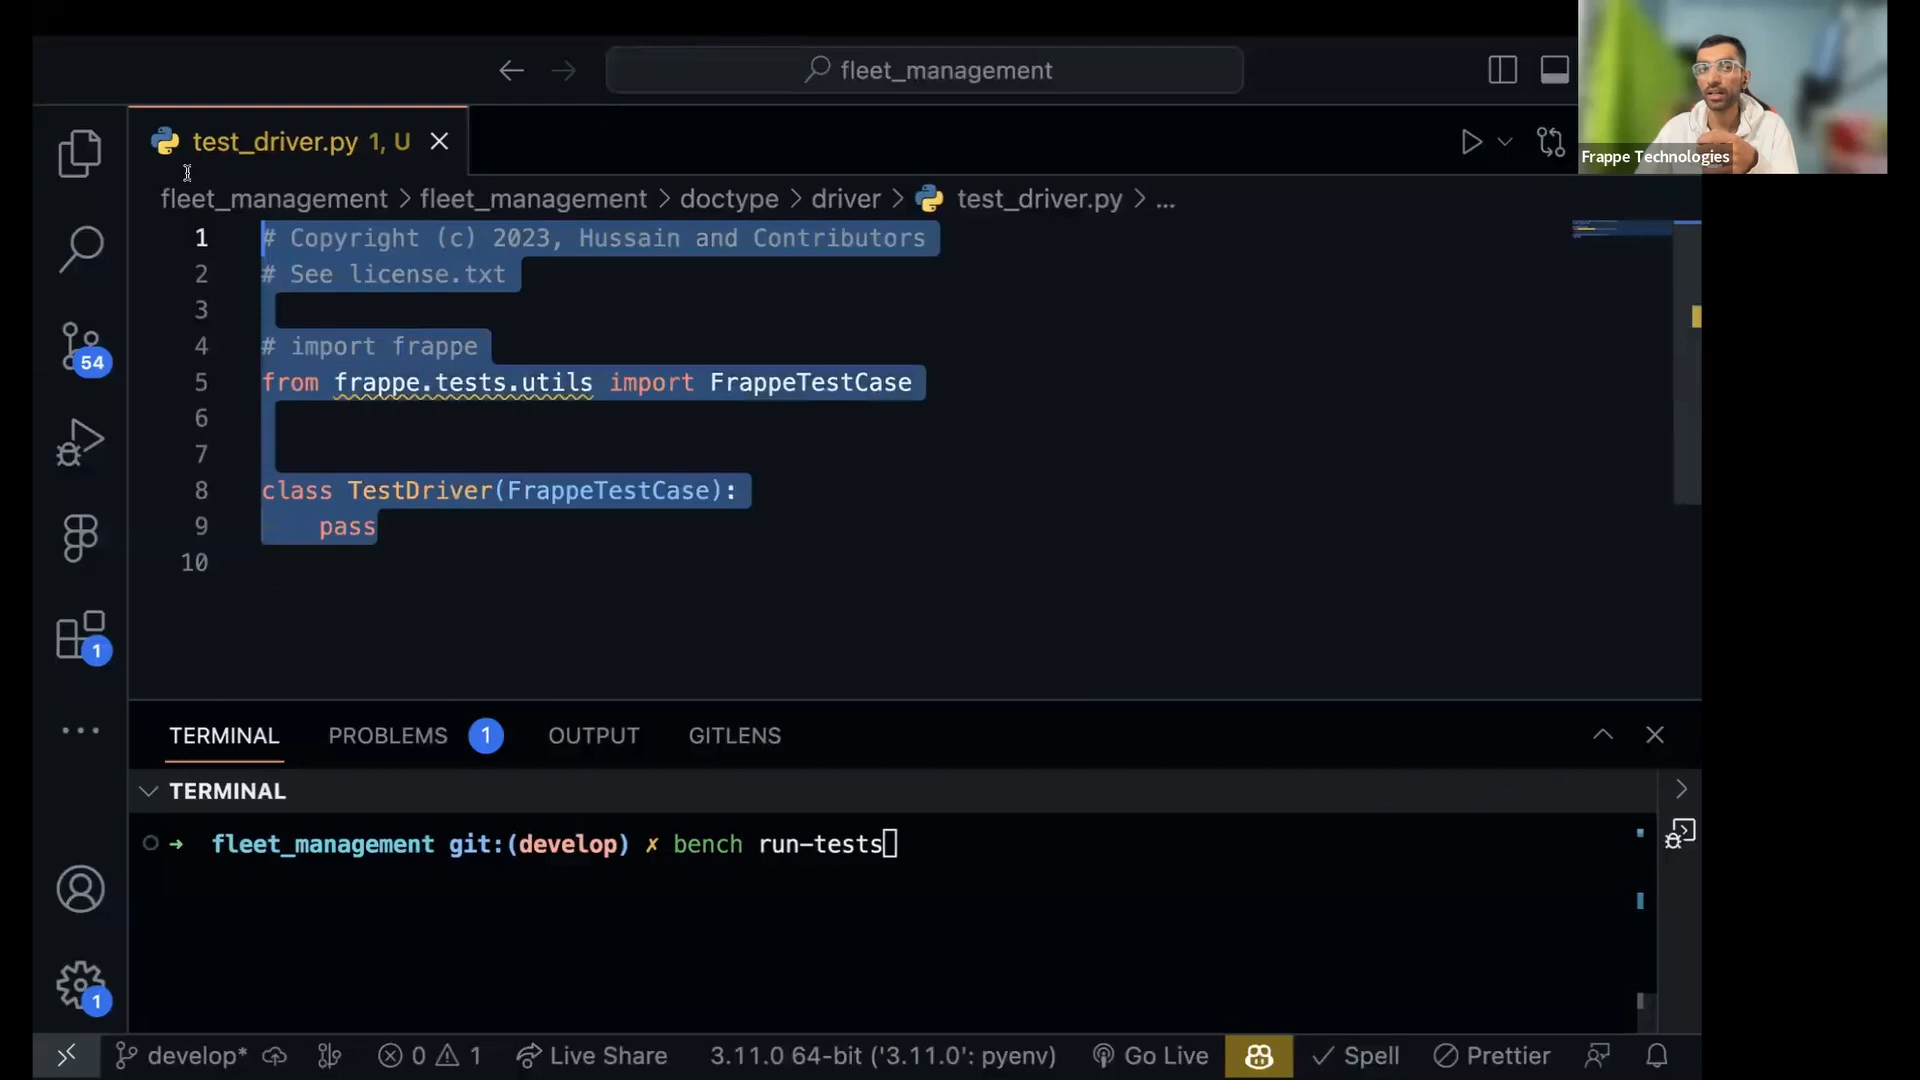 fleet_management
test_driver.py 1, U
Frappe Technologies
fleet_management > fleet_management > doctype > driver > test_driver.py > ...
1 # Copyright (c) 2023, Hussain and Contributors
2 # See license.txt
3
4 # import frappe
5 from frappe.tests.utils import FrappeTestCase
6
7
8 class TestDriver(FrappeTestCase):
9     pass
10
54
1
1
TERMINAL PROBLEMS 1 OUTPUT GITLENS
TERMINAL
➜ fleet_management git:(develop) ✗ bench run-tests
develop* 0 1 Live Share 3.11.0 64-bit ('3.11.0': pyenv) Go Live Spell Prettier